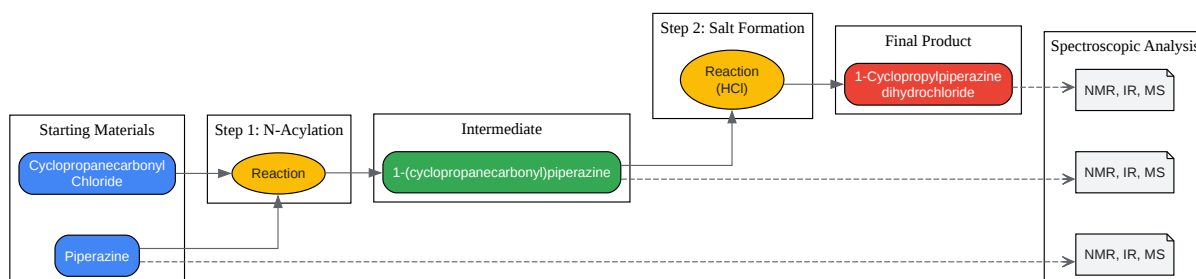 Starting Materials
Cyclopropanecarbonyl
Chloride
Piperazine
Step 1: N-Acylation
Reaction
Intermediate
1-(cyclopropanecarbonyl)piperazine
Step 2: Salt Formation
Reaction
(HCl)
Final Product
1-Cyclopropylpiperazine
dihydrochloride
Spectroscopic Analysis
NMR, IR, MS
NMR, IR, MS
NMR, IR, MS